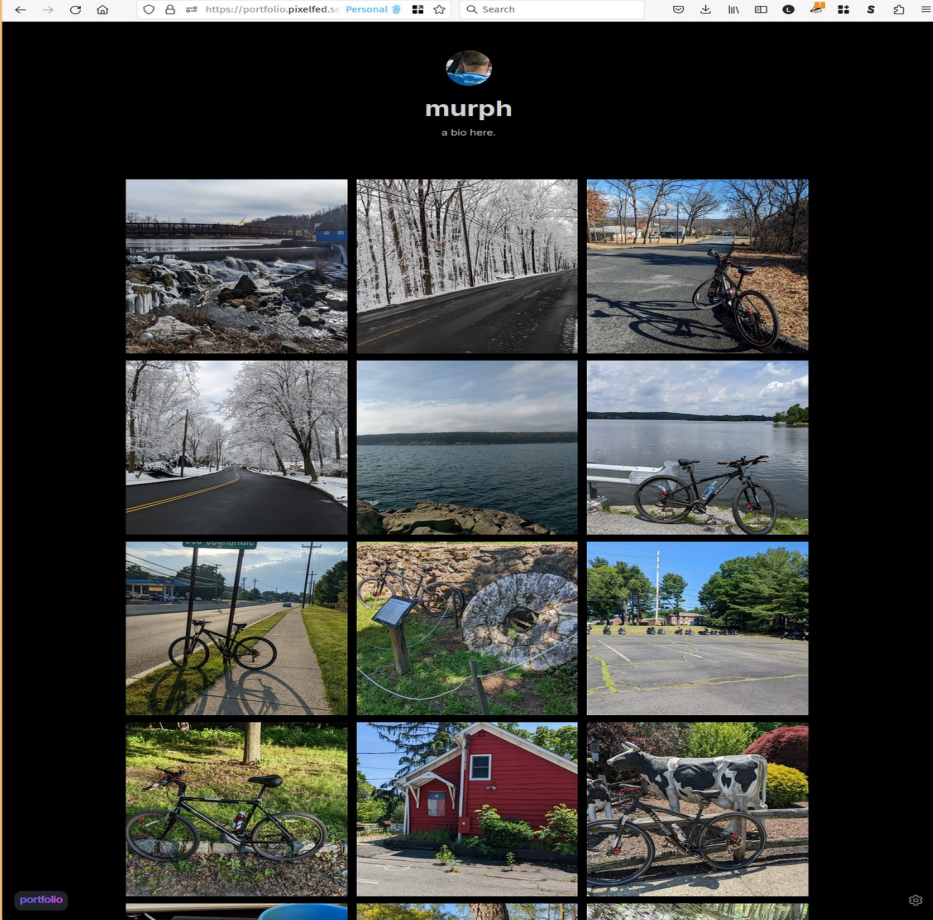 https://portfolio.pixelfed.so
Personal
Search
murph
a bio here.
portfolio